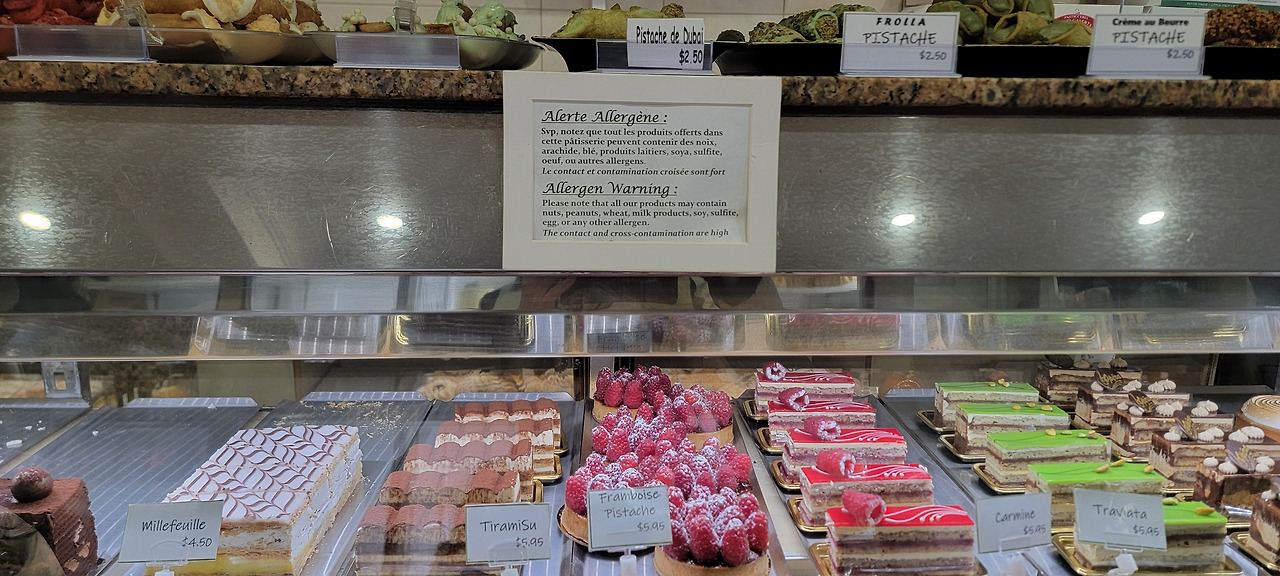 Pistache de Dubai
$2.50
FROLLA
PISTACHE
$2.50
Crème au Beurre
PISTACHE
$2.50
Alerte Allergène :
Svp, notez que tout les produits offerts dans
cette pâtisserie peuvent contenir des noix,
arachide, blé, produits laitiers, soya, sulfite,
oeuf, ou autres allergens.
Le contact et contamination croisée sont fort
Allergen Warning :
Please note that all our products may contain
nuts, peanuts, wheat, milk products, soy, sulfite,
egg, or any other allergen.
The contact and cross-contamination are high
Millefeuille
$4.50
TiramiSu
$5.95
Framboise
Pistache
$5.95
Carmine
$5.95
Traviata
$5.95